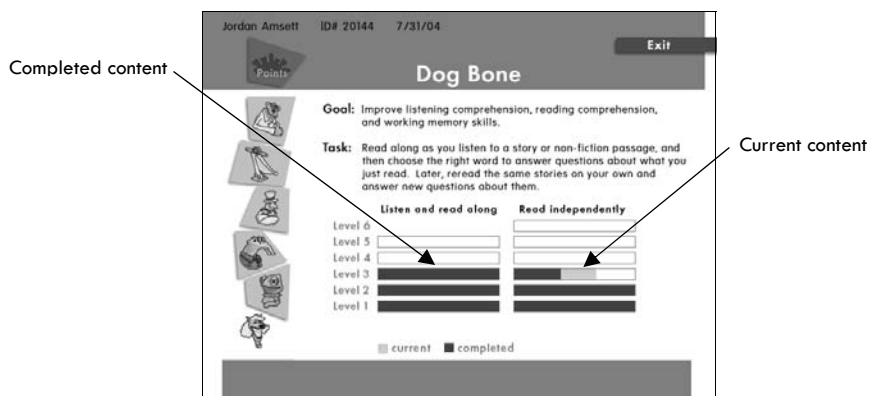 Jordan Amsett ID# 20144 7/31/04
Exit
Points
Dog Bone
Completed content
Goal: Improve listening comprehension, reading comprehension,
and working memory skills.
Task: Read along as you listen to a story or non-fiction passage, and
then choose the right word to answer questions about what you
just read. Later, reread the same stories on your own and
answer new questions about them.
Current content
Listen and read along Read independently
Level 6
Level 5
Level 4
Level 3
Level 2
Level 1
current completed